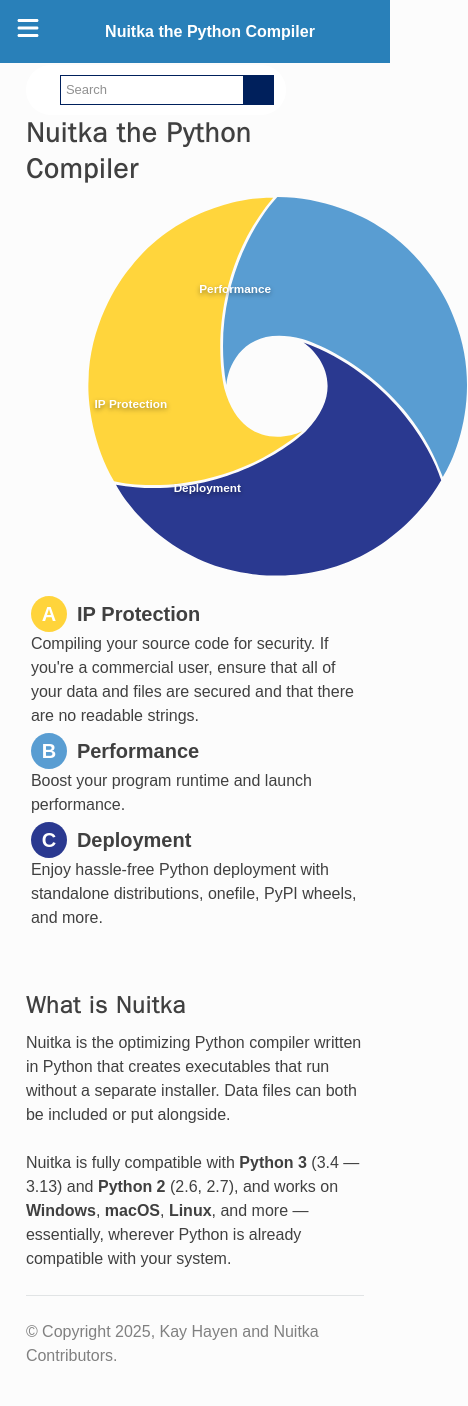 Nuitka the Python Compiler
Search
Nuitka the Python
Compiler
Performance
IP Protection
Deployment
A IP Protection
Compiling your source code for security. If
you're a commercial user, ensure that all of
your data and files are secured and that there
are no readable strings.
B Performance
Boost your program runtime and launch
performance.
C Deployment
Enjoy hassle-free Python deployment with
standalone distributions, onefile, PyPI wheels,
and more.
What is Nuitka
Nuitka is the optimizing Python compiler written
in Python that creates executables that run
without a separate installer. Data files can both
be included or put alongside.
Nuitka is fully compatible with Python 3 (3.4 —
3.13) and Python 2 (2.6, 2.7), and works on
Windows, macOS, Linux, and more —
essentially, wherever Python is already
compatible with your system.
© Copyright 2025, Kay Hayen and Nuitka
Contributors.